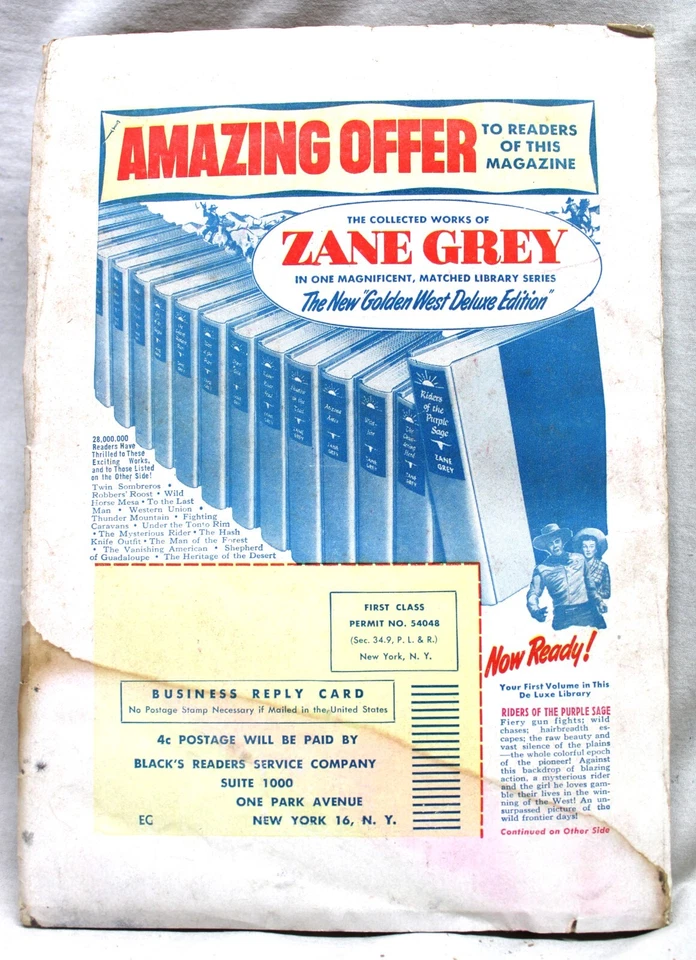 AMAZING OFFER
TO READERS
OF THIS
MAGAZINE
THE COLLECTED WORKS OF
ZANE GREY
IN ONE MAGNIFICENT, MATCHED LIBRARY SERIES
The New "Golden West Deluxe Edition"
Riders
of the
Purple
Sage
ZANE
GREY
28,000,000
Readers Have
Thrilled to These
Exciting Works,
and to Those Listed
on the Other Side!
Twin Sombreros •
Robbers' Roost • Wild
Horse Mesa • To the Last
Man • Western Union •
Thunder Mountain • Fighting
Caravans • Under the Tonto Rim
• The Mysterious Rider • The Hash
Knife Outfit • The Man of the Forest
• The Vanishing American • Shepherd
of Guadaloupe • The Heritage of the Desert
FIRST CLASS
PERMIT NO. 54048
(Sec. 34.9, P. L. & R.)
New York, N. Y.
BUSINESS REPLY CARD
No Postage Stamp Necessary if Mailed in the United States
4c POSTAGE WILL BE PAID BY
BLACK'S READERS SERVICE COMPANY
SUITE 1000
ONE PARK AVENUE
EG NEW YORK 16, N. Y.
Now Ready!
Your First Volume in This
De Luxe Library
RIDERS OF THE PURPLE SAGE
Fiery gun fights; wild
chases; hairbreadth es-
capes; the raw beauty and
vast silence of the plains
—the whole colorful epoch
of the pioneer! Against
this backdrop of blazing
action, a mysterious rider
and the girl he loves gam-
ble their lives in the win-
ning of the West! An un-
surpassed picture of the
wild frontier days!
Continued on Other Side